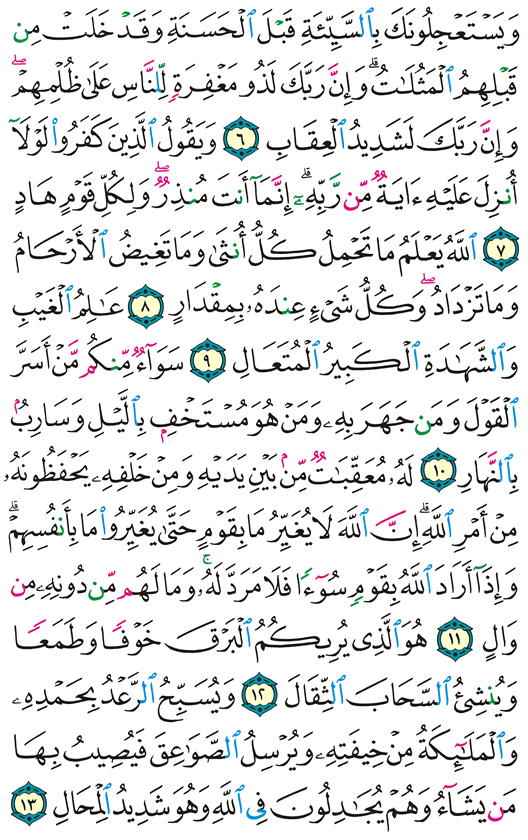 وَيَسْتَعْجِلُونَكَ بِٱلسَّيِّئَةِ قَبْلَ ٱلْحَسَنَةِ وَقَدْ خَلَتْ مِن
قَبْلِهِمُ ٱلْمَثُلَٰتُۗ وَإِنَّ رَبَّكَ لَذُو مَغْفِرَةٍ لِّلنَّاسِ عَلَىٰ ظُلْمِهِمْۖ
وَإِنَّ رَبَّكَ لَشَدِيدُ ٱلْعِقَابِ ٦ وَيَقُولُ ٱلَّذِينَ كَفَرُوا۟ لَوْلَآ
أُنزِلَ عَلَيْهِ ءَايَةٌ مِّن رَّبِّهِۦٓۗ إِنَّمَآ أَنتَ مُنذِرٌۖ وَلِكُلِّ قَوْمٍ هَادٍ
٧ ٱللَّهُ يَعْلَمُ مَا تَحْمِلُ كُلُّ أُنثَىٰ وَمَا تَغِيضُ ٱلْأَرْحَامُ
وَمَا تَزْدَادُۖ وَكُلُّ شَىْءٍ عِندَهُۥ بِمِقْدَارٍ ٨ عَٰلِمُ ٱلْغَيْبِ
وَٱلشَّهَٰدَةِ ٱلْكَبِيرُ ٱلْمُتَعَالِ ٩ سَوَآءٌ مِّنكُم مَّنْ أَسَرَّ
ٱلْقَوْلَ وَمَن جَهَرَ بِهِۦ وَمَنْ هُوَ مُسْتَخْفٍۭ بِٱلَّيْلِ وَسَارِبٌۢ
بِٱلنَّهَارِ ١٠ لَهُۥ مُعَقِّبَٰتٌ مِّنۢ بَيْنِ يَدَيْهِ وَمِنْ خَلْفِهِۦ يَحْفَظُونَهُۥ
مِنْ أَمْرِ ٱللَّهِۗ إِنَّ ٱللَّهَ لَا يُغَيِّرُ مَا بِقَوْمٍ حَتَّىٰ يُغَيِّرُوا۟ مَا بِأَنفُسِهِمْۗ
وَإِذَآ أَرَادَ ٱللَّهُ بِقَوْمٍ سُوٓءًا فَلَا مَرَدَّ لَهُۥۚ وَمَا لَهُم مِّن دُونِهِۦ مِن
وَالٍ ١١ هُوَ ٱلَّذِى يُرِيكُمُ ٱلْبَرْقَ خَوْفًا وَطَمَعًا
وَيُنشِئُ ٱلسَّحَابَ ٱلثِّقَالَ ١٢ وَيُسَبِّحُ ٱلرَّعْدُ بِحَمْدِهِۦ
وَٱلْمَلَٰٓئِكَةُ مِنْ خِيفَتِهِۦ وَيُرْسِلُ ٱلصَّوَٰعِقَ فَيُصِيبُ بِهَا
مَن يَشَآءُ وَهُمْ يُجَٰدِلُونَ فِى ٱللَّهِ وَهُوَ شَدِيدُ ٱلْمِحَالِ ١٣